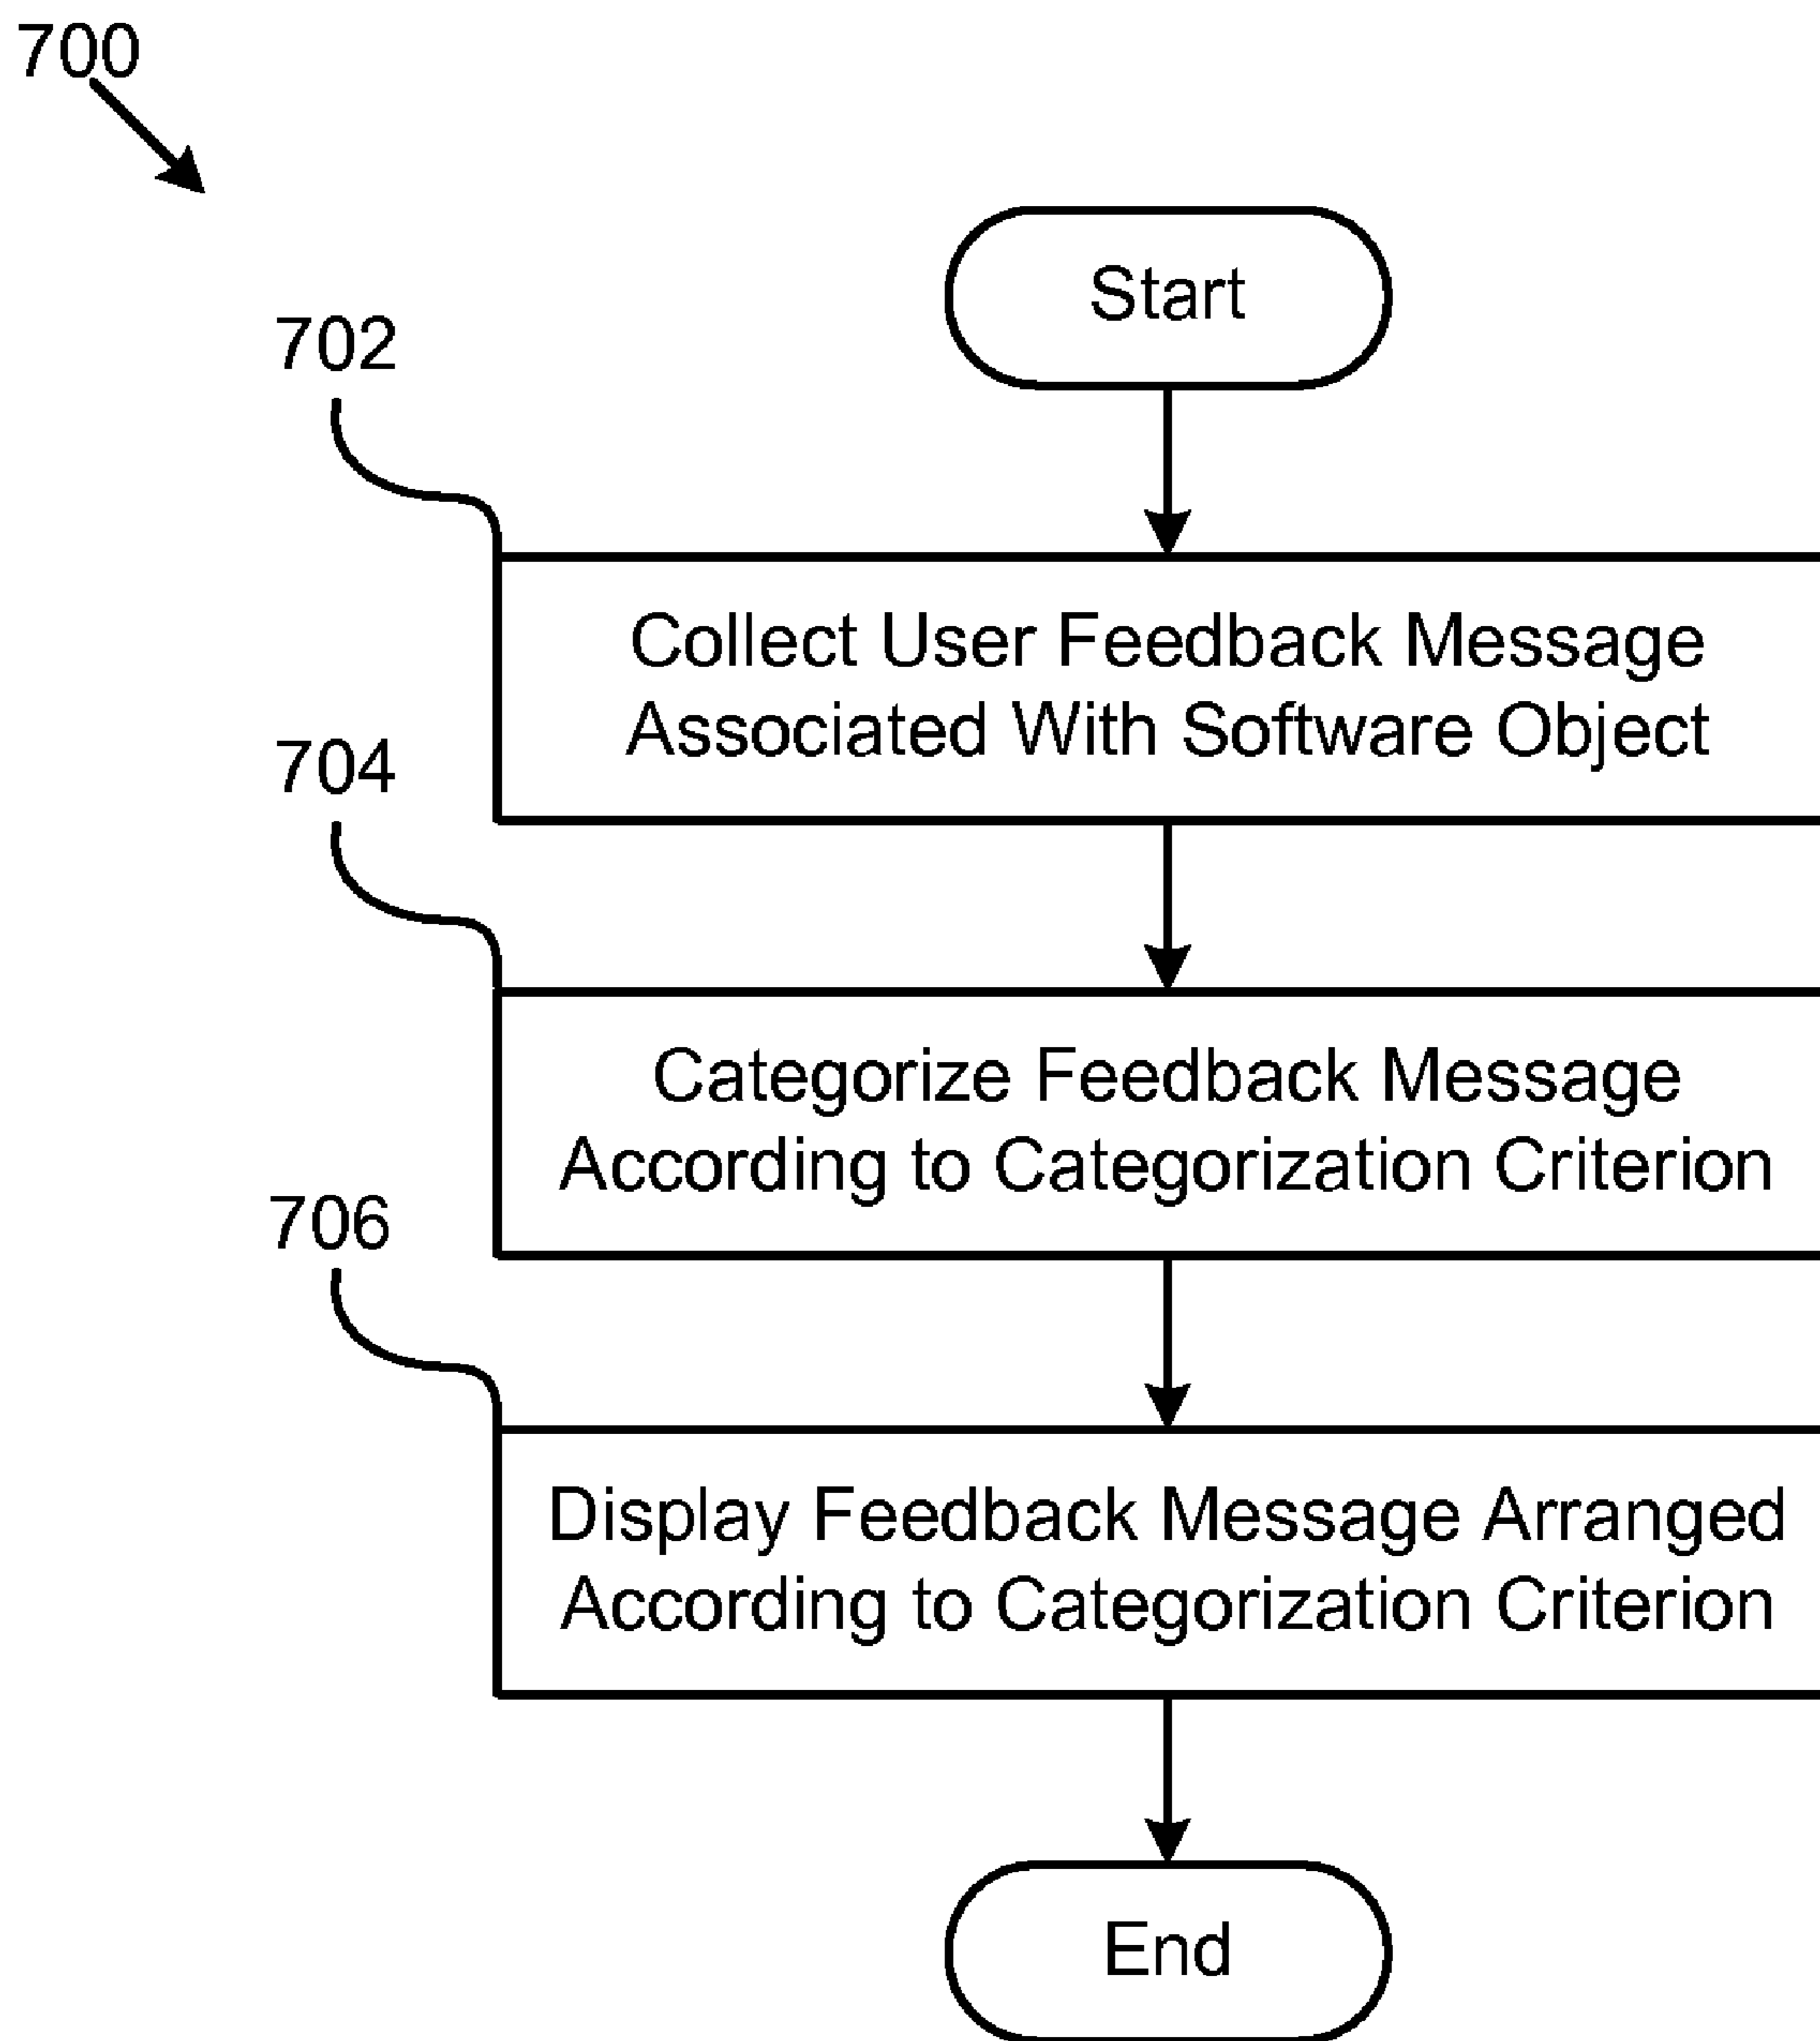 700
Start
702
Collect User Feedback Message
Associated With Software Object
704
Categorize Feedback Message
According to Categorization Criterion
706
Display Feedback Message Arranged
According to Categorization Criterion
End